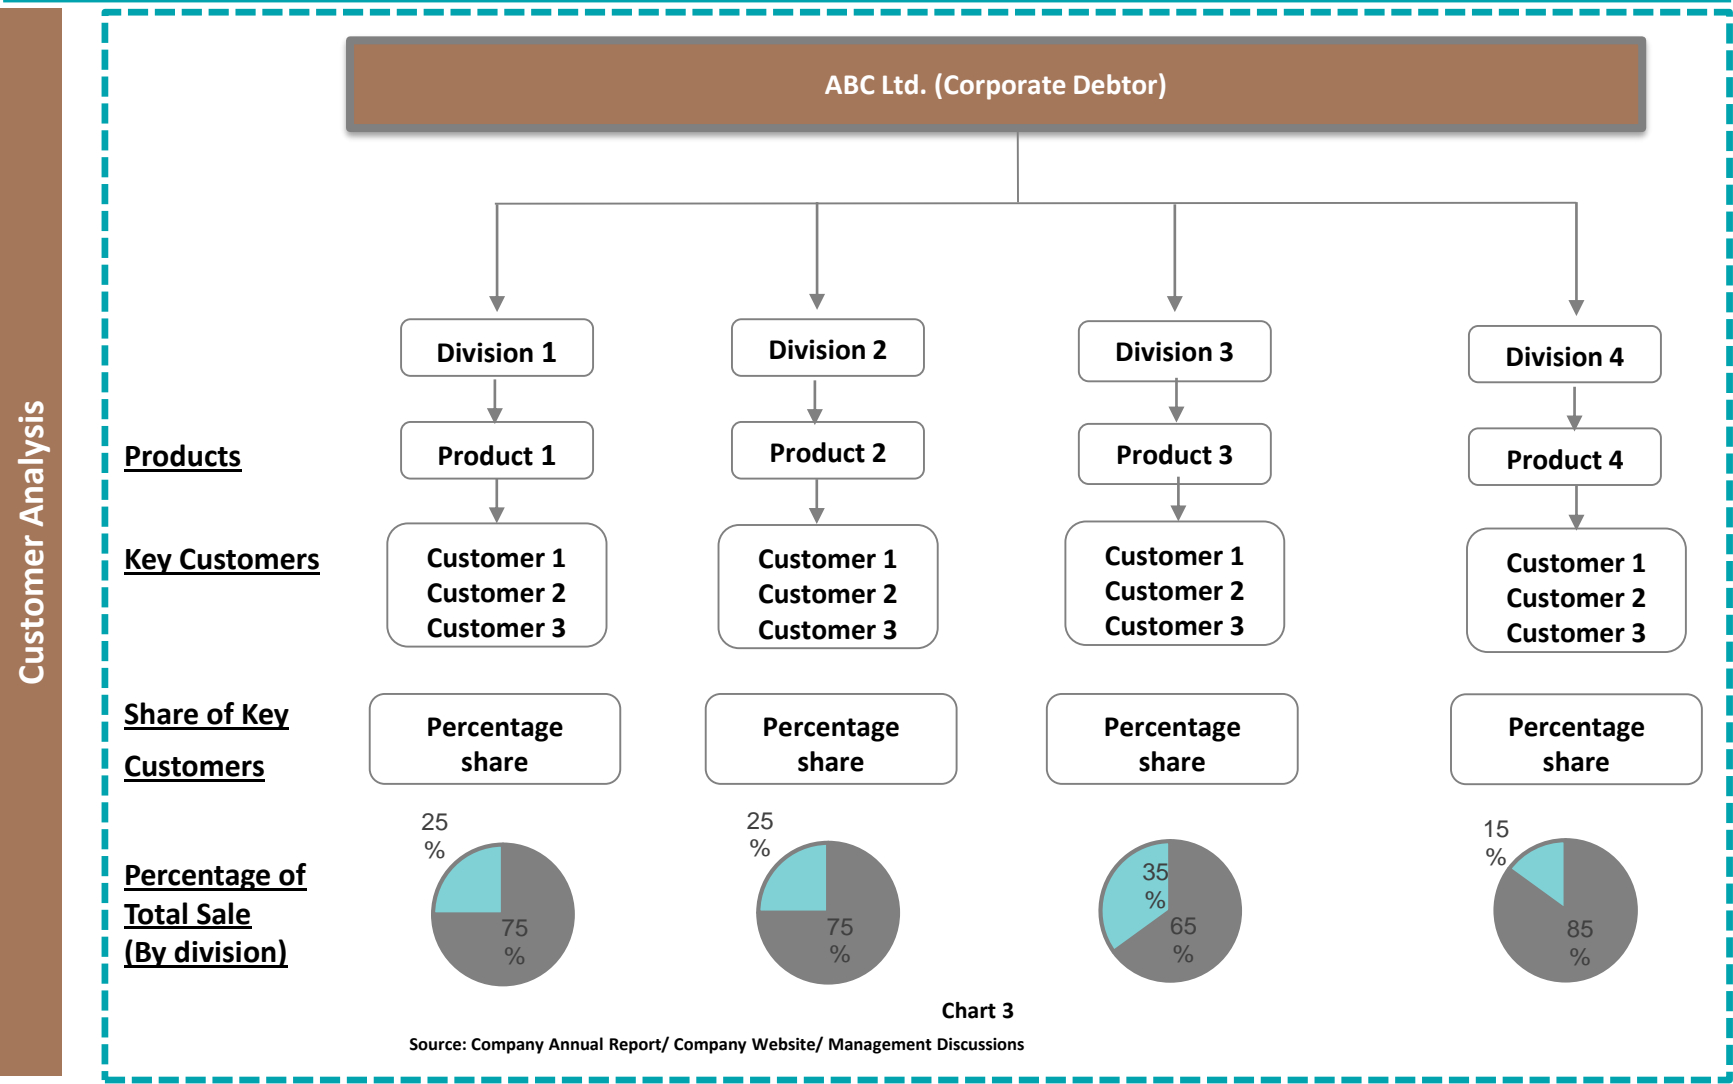 Customer Analysis
ABC Ltd. (Corporate Debtor)
Division 1
Division 2
Division 3
Division 4
Products
Product 1
Product 2
Product 3
Product 4
Key Customers
Customer 1
Customer 2
Customer 3
Customer 1
Customer 2
Customer 3
Customer 1
Customer 2
Customer 3
Customer 1
Customer 2
Customer 3
Share of Key
Customers
Percentage
share
Percentage
share
Percentage
share
Percentage
share
Percentage of
Total Sale
(By division)
25
%
75
%
25
%
75
%
35
%
65
%
15
%
85
%
Chart 3
Source: Company Annual Report/ Company Website/ Management Discussions